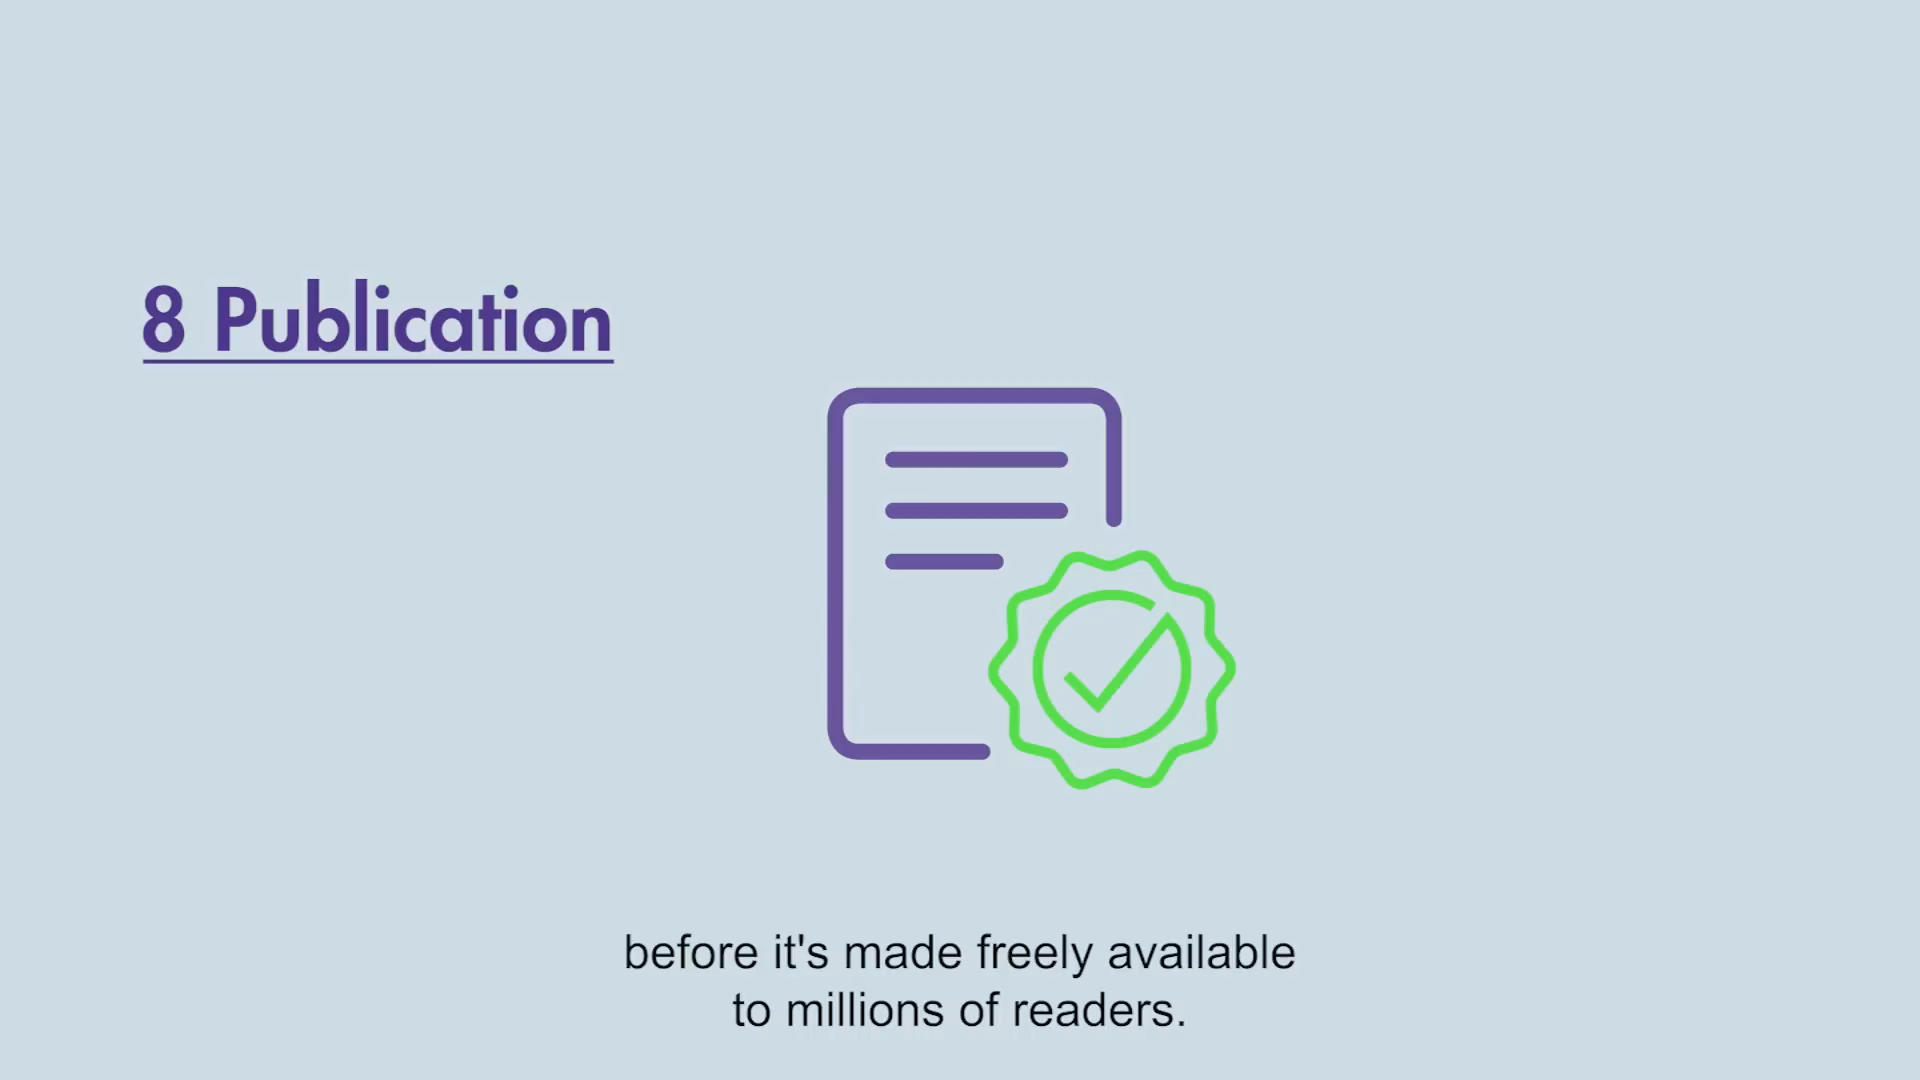 8 Publication
before it's made freely available
to millions of readers.